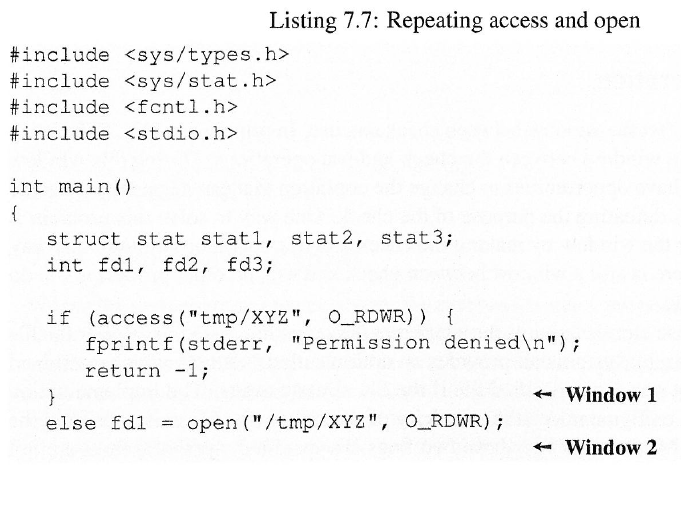 Listing 7.7: Repeating access and open
#include <sys/types.h>
#include <sys/stat.h>
#include <fcntl.h>
#include <stdio.h>
int main()
{
struct stat stat1, stat2, stat3;
int fd1, fd2, fd3;
if (access("tmp/XYZ", O_RDWR)) {
fprintf(stderr, "Permission denied\n");
return -1;
}
← Window 1
else fd1 = open("/tmp/XYZ", O_RDWR);
← Window 2